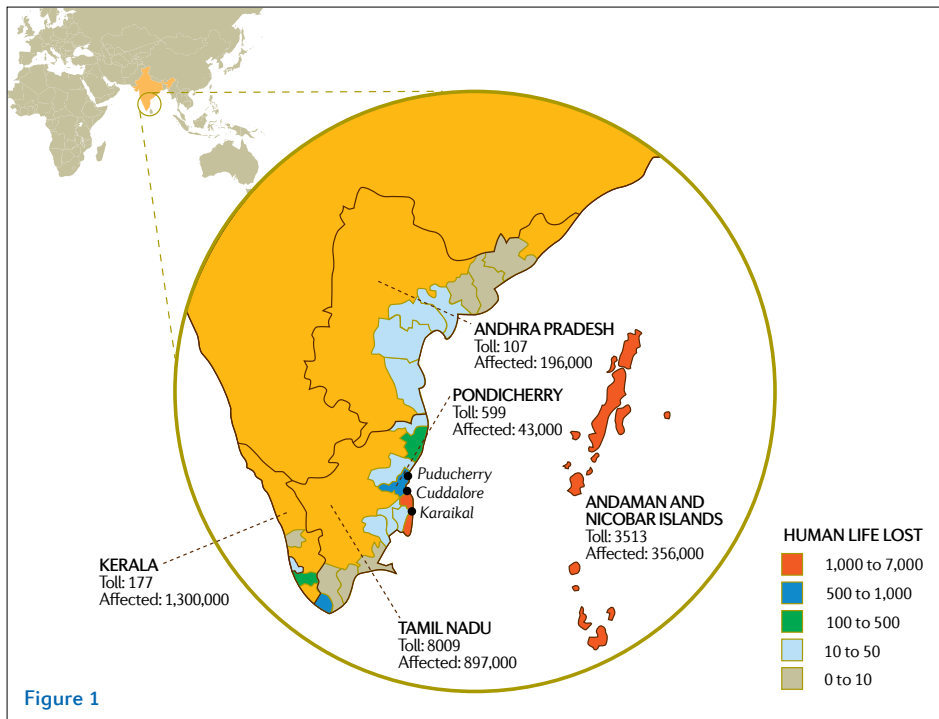 ANDHRA PRADESH
Toll: 107
Affected: 196,000
PONDICHERRY
Toll: 599
Affected: 43,000
Puducherry
Cuddalore
Karaikal
ANDAMAN AND
NICOBAR ISLANDS
Toll: 3513
Affected: 356,000
KERALA
Toll: 177
Affected: 1,300,000
TAMIL NADU
Toll: 8009
Affected: 897,000
HUMAN LIFE LOST
1,000 to 7,000
500 to 1,000
100 to 500
10 to 50
0 to 10
Figure 1